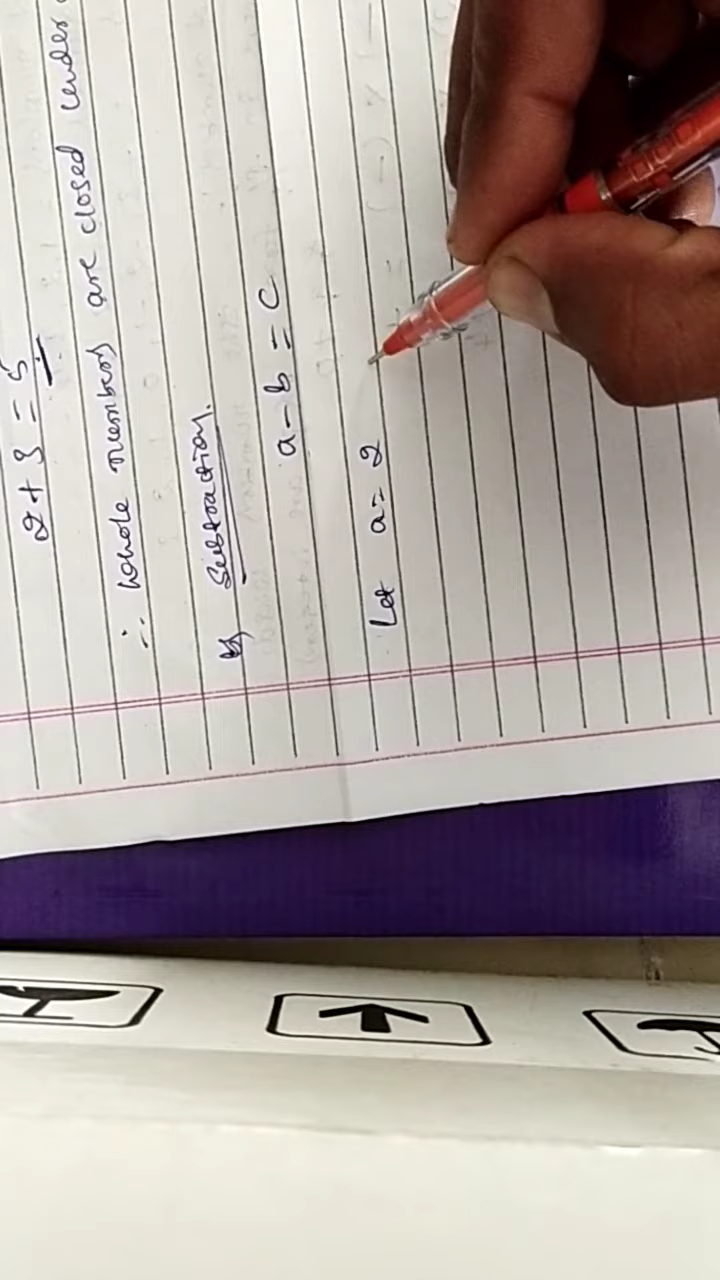 2 + 3 = 5
∴ whole numbers are closed under
Subtraction.
a - b = c
Let a = 2